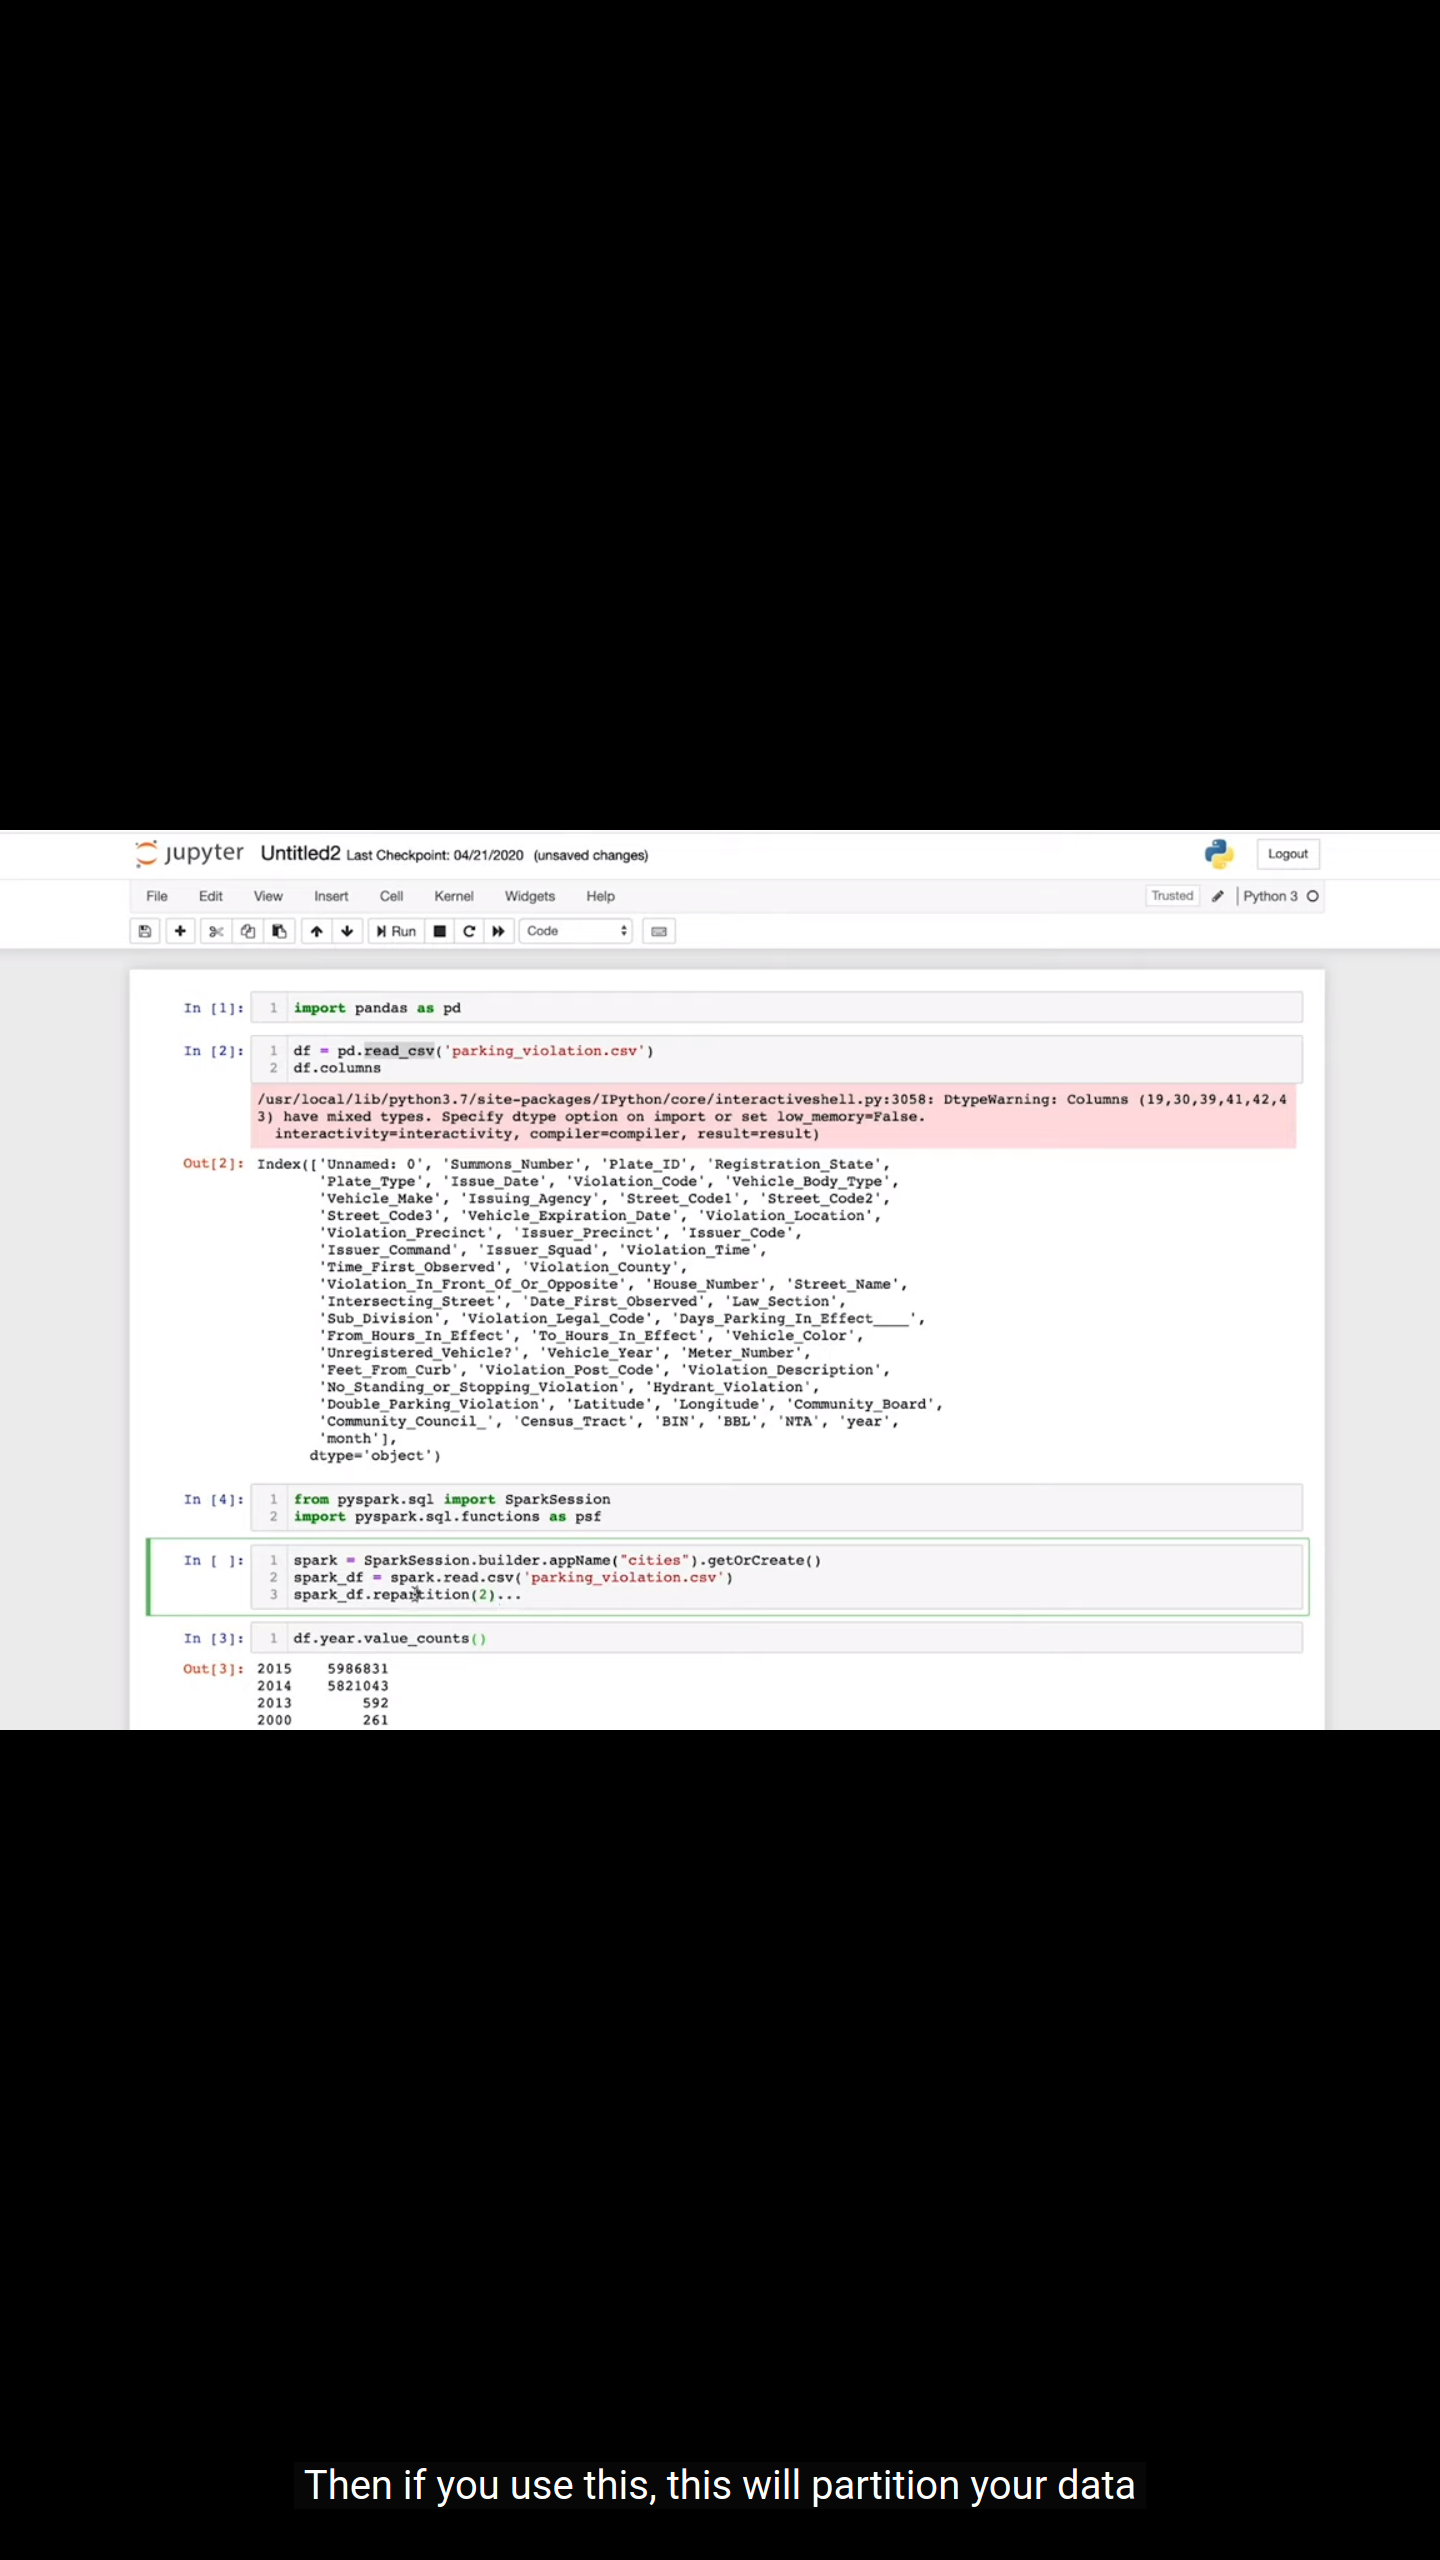 jupyter Untitled2 Last Checkpoint: 04/21/2020 (unsaved changes) Logout
File Edit View Insert Cell Kernel Widgets Help Trusted Python 3
Run Code
In [1]: 1 import pandas as pd
In [2]: 1 df = pd.read_csv('parking_violation.csv')
2 df.columns
/usr/local/lib/python3.7/site-packages/IPython/core/interactiveshell.py:3058: DtypeWarning: Columns (19,30,39,41,42,4
3) have mixed types. Specify dtype option on import or set low_memory=False.
interactivity=interactivity, compiler=compiler, result=result)
Out[2]: Index(['Unnamed: 0', 'Summons_Number', 'Plate_ID', 'Registration_State',
'Plate_Type', 'Issue_Date', 'Violation_Code', 'Vehicle_Body_Type',
'Vehicle_Make', 'Issuing_Agency', 'Street_Code1', 'Street_Code2',
'Street_Code3', 'Vehicle_Expiration_Date', 'Violation_Location',
'Violation_Precinct', 'Issuer_Precinct', 'Issuer_Code',
'Issuer_Command', 'Issuer_Squad', 'Violation_Time',
'Time_First_Observed', 'Violation_County',
'Violation_In_Front_Of_Or_Opposite', 'House_Number', 'Street_Name',
'Intersecting_Street', 'Date_First_Observed', 'Law_Section',
'Sub_Division', 'Violation_Legal_Code', 'Days_Parking_In_Effect____',
'From_Hours_In_Effect', 'To_Hours_In_Effect', 'Vehicle_Color',
'Unregistered_Vehicle?', 'Vehicle_Year', 'Meter_Number',
'Feet_From_Curb', 'Violation_Post_Code', 'Violation_Description',
'No_Standing_or_Stopping_Violation', 'Hydrant_Violation',
'Double_Parking_Violation', 'Latitude', 'Longitude', 'Community_Board',
'Community_Council_', 'Census_Tract', 'BIN', 'BBL', 'NTA', 'year',
'month'],
dtype='object')
In [4]: 1 from pyspark.sql import SparkSession
2 import pyspark.sql.functions as psf
In [ ]: 1 spark = SparkSession.builder.appName("cities").getOrCreate()
2 spark_df = spark.read.csv('parking_violation.csv')
3 spark_df.repartition(2)...
In [3]: 1 df.year.value_counts()
Out[3]: 2015 5986831
2014 5821043
2013 592
2000 261
Then if you use this, this will partition your data